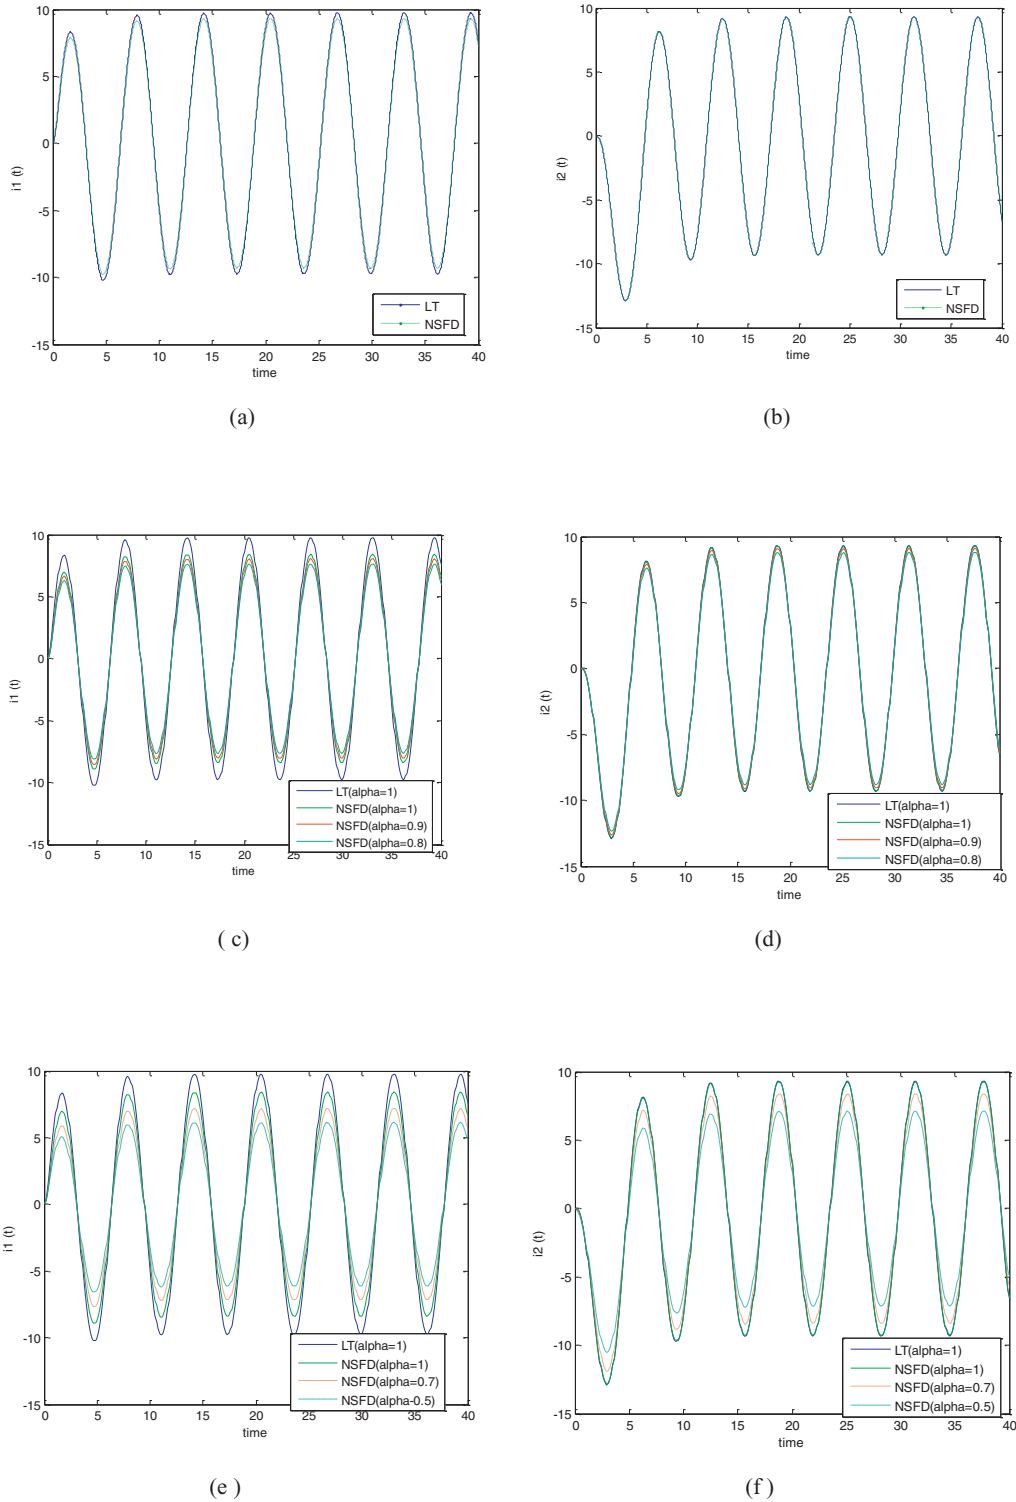 10
5
0
-5
-10
-15
i1 (t)
0 5 10 15 20 25 30 35 40
time
LT
NSFD
(a)
10
5
0
-5
-10
-15
i2 (t)
0 5 10 15 20 25 30 35 40
time
LT
NSFD
(b)
10
5
0
-5
-10
-15
i1 (t)
0 5 10 15 20 25 30 35 40
time
LT(alpha=1)
NSFD(alpha=1)
NSFD(alpha=0.9)
NSFD(alpha=0.8)
( c)
10
5
0
-5
-10
-15
i2 (t)
0 5 10 15 20 25 30 35 40
time
LT(alpha=1)
NSFD(alpha=1)
NSFD(alpha=0.9)
NSFD(alpha=0.8)
(d)
10
5
0
-5
-10
-15
i1 (t)
0 5 10 15 20 25 30 35 40
time
LT(alpha=1)
NSFD(alpha=1)
NSFD(alpha=0.7)
NSFD(alpha-0.5)
(e )
10
5
0
-5
-10
-15
i2 (t)
0 5 10 15 20 25 30 35 40
time
LT(alpha=1)
NSFD(alpha=1)
NSFD(alpha=0.7)
NSFD(alpha=0.5)
(f )